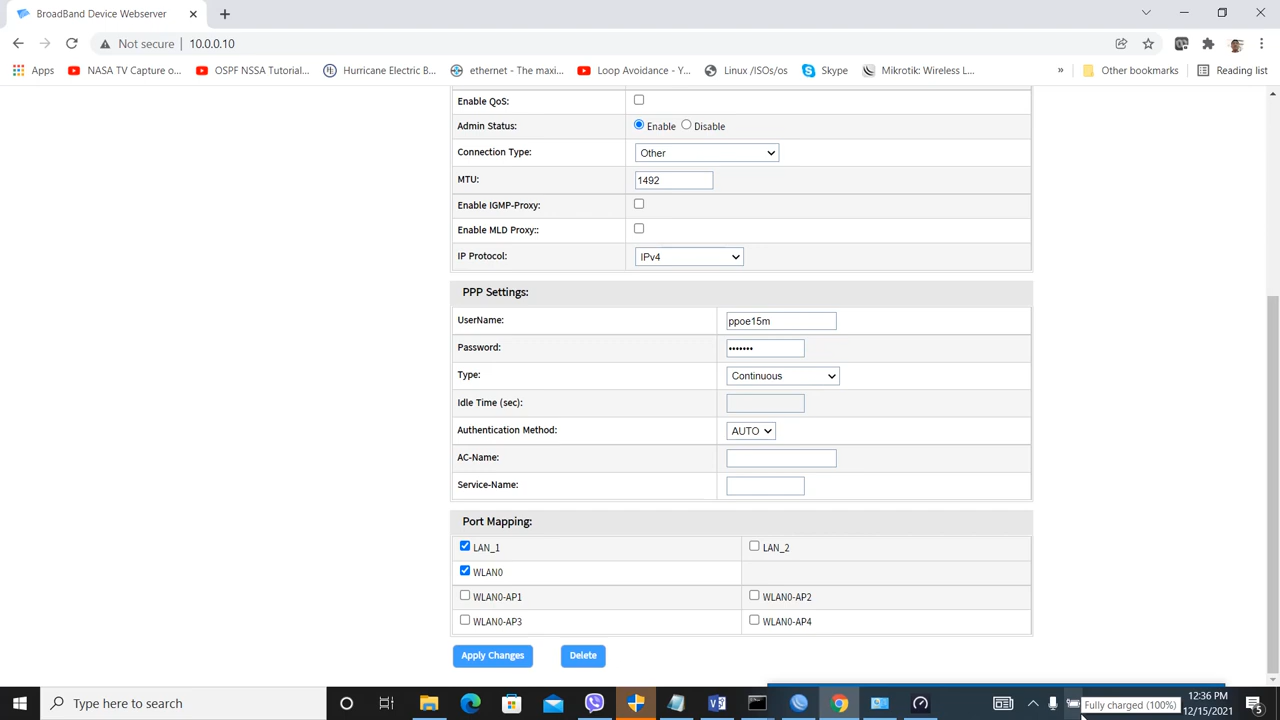 BroadBand Device Webserver
Not secure | 10.0.0.10
Apps NASA TV Capture o... OSPF NSSA Tutorial... Hurricane Electric B... ethernet - The maxi... Loop Avoidance - Y... Linux /ISOs/os Skype Mikrotik: Wireless L... » Other bookmarks Reading list
Enable QoS:
Admin Status: Enable Disable
Connection Type: Other
MTU: 1492
Enable IGMP-Proxy:
Enable MLD Proxy::
IP Protocol: IPv4
PPP Settings:
UserName: ppoe15m
Password: •••••••
Type: Continuous
Idle Time (sec):
Authentication Method: AUTO
AC-Name:
Service-Name:
Port Mapping:
LAN_1 LAN_2
WLAN0
WLAN0-AP1 WLAN0-AP2
WLAN0-AP3 WLAN0-AP4
Apply Changes Delete
Type here to search
Fully charged (100%)
12:36 PM
12/15/2021
5